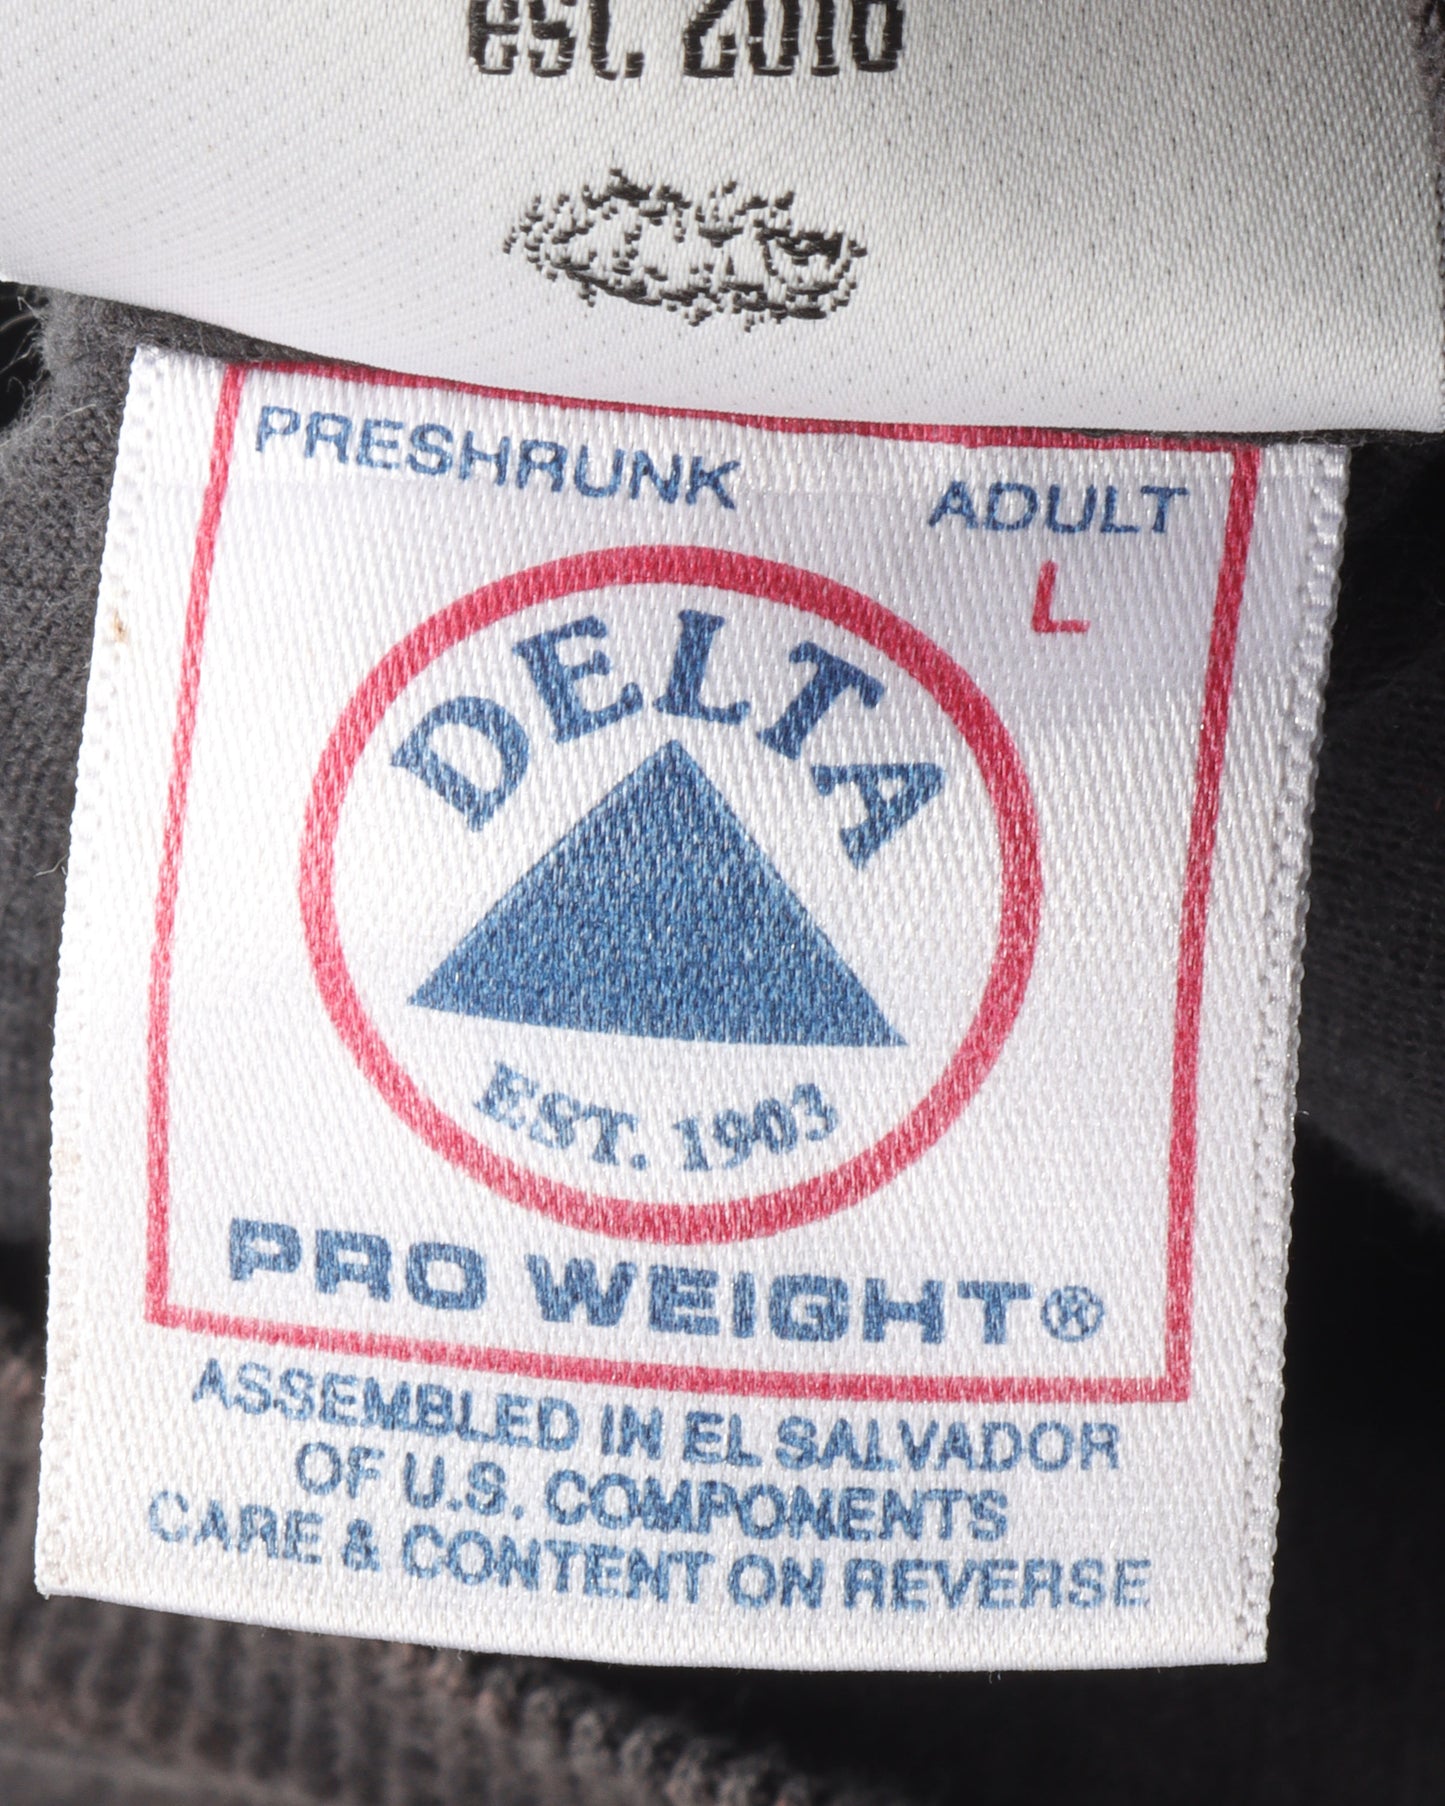 est. 2016
PRESHRUNK
ADULT
L
DELTA
EST. 1903
PRO WEIGHT®
ASSEMBLED IN EL SALVADOR
OF U.S. COMPONENTS
CARE & CONTENT ON REVERSE